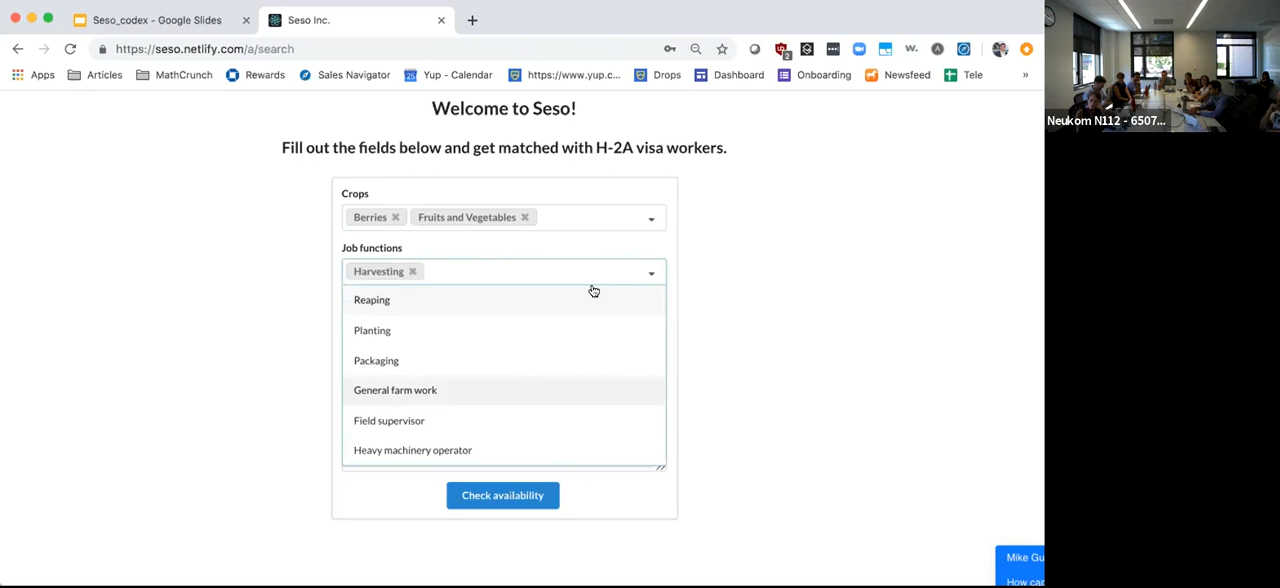 Seso_codex - Google Slides
Seso Inc.
https://seso.netlify.com/a/search
2
W.
A
Apps
Articles
MathCrunch
Rewards
Sales Navigator
Yup - Calendar
https://www.yup.c...
Drops
Dashboard
Onboarding
Newsfeed
Tele
»
Neukom N112 - 6507...
Welcome to Seso!
Fill out the fields below and get matched with H-2A visa workers.
Crops
Berries
Fruits and Vegetables
Job functions
Harvesting
Reaping
Planting
Packaging
General farm work
Field supervisor
Heavy machinery operator
Check availability
Mike Gu
How can